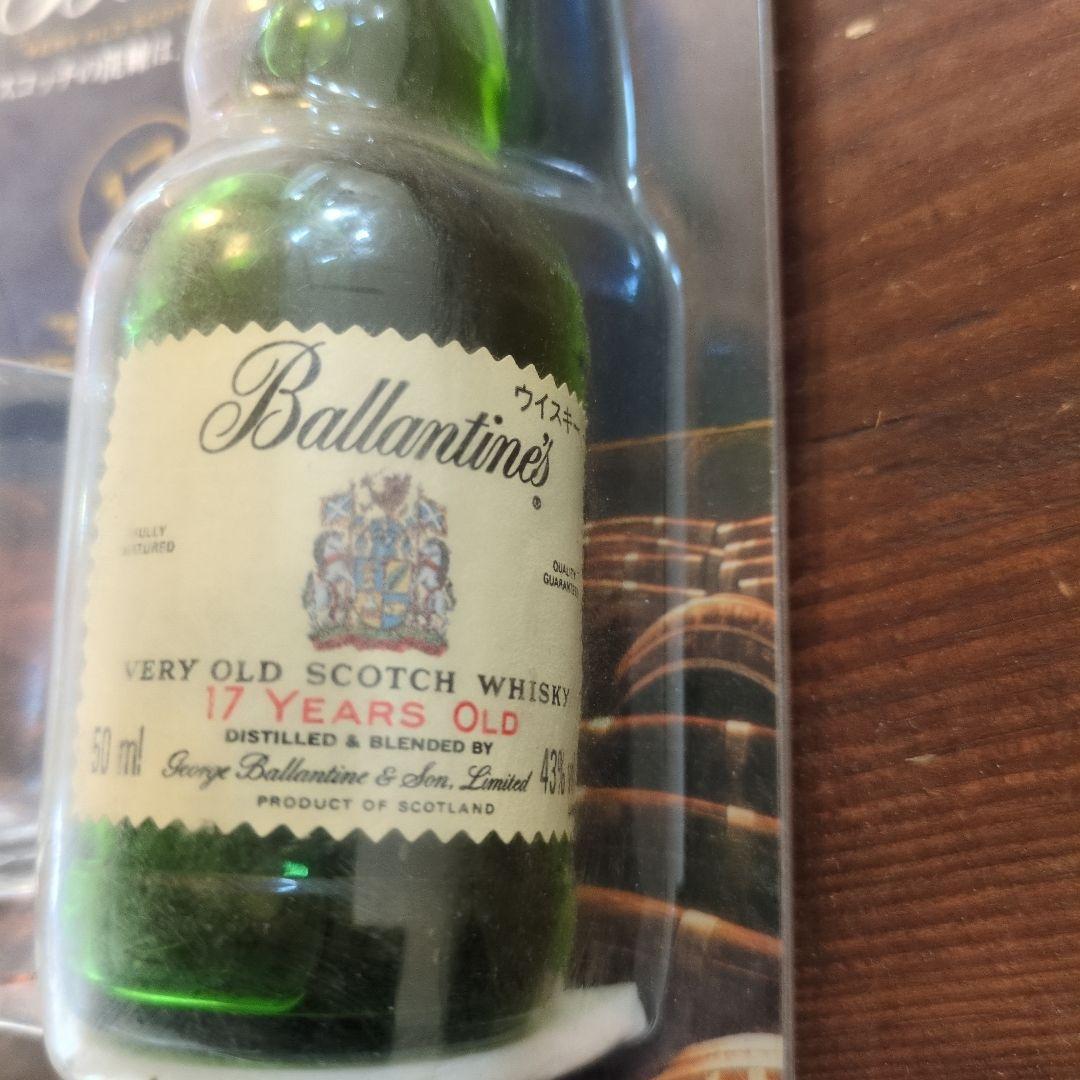 17
Ballantine's
ウイスキー
®
FULLY
MATURED
QUALITY
GUARANTEED
VERY OLD SCOTCH WHISKY
17 YEARS OLD
DISTILLED & BLENDED BY
50 ml
George Ballantine & Son, Limited
43%
PRODUCT OF SCOTLAND